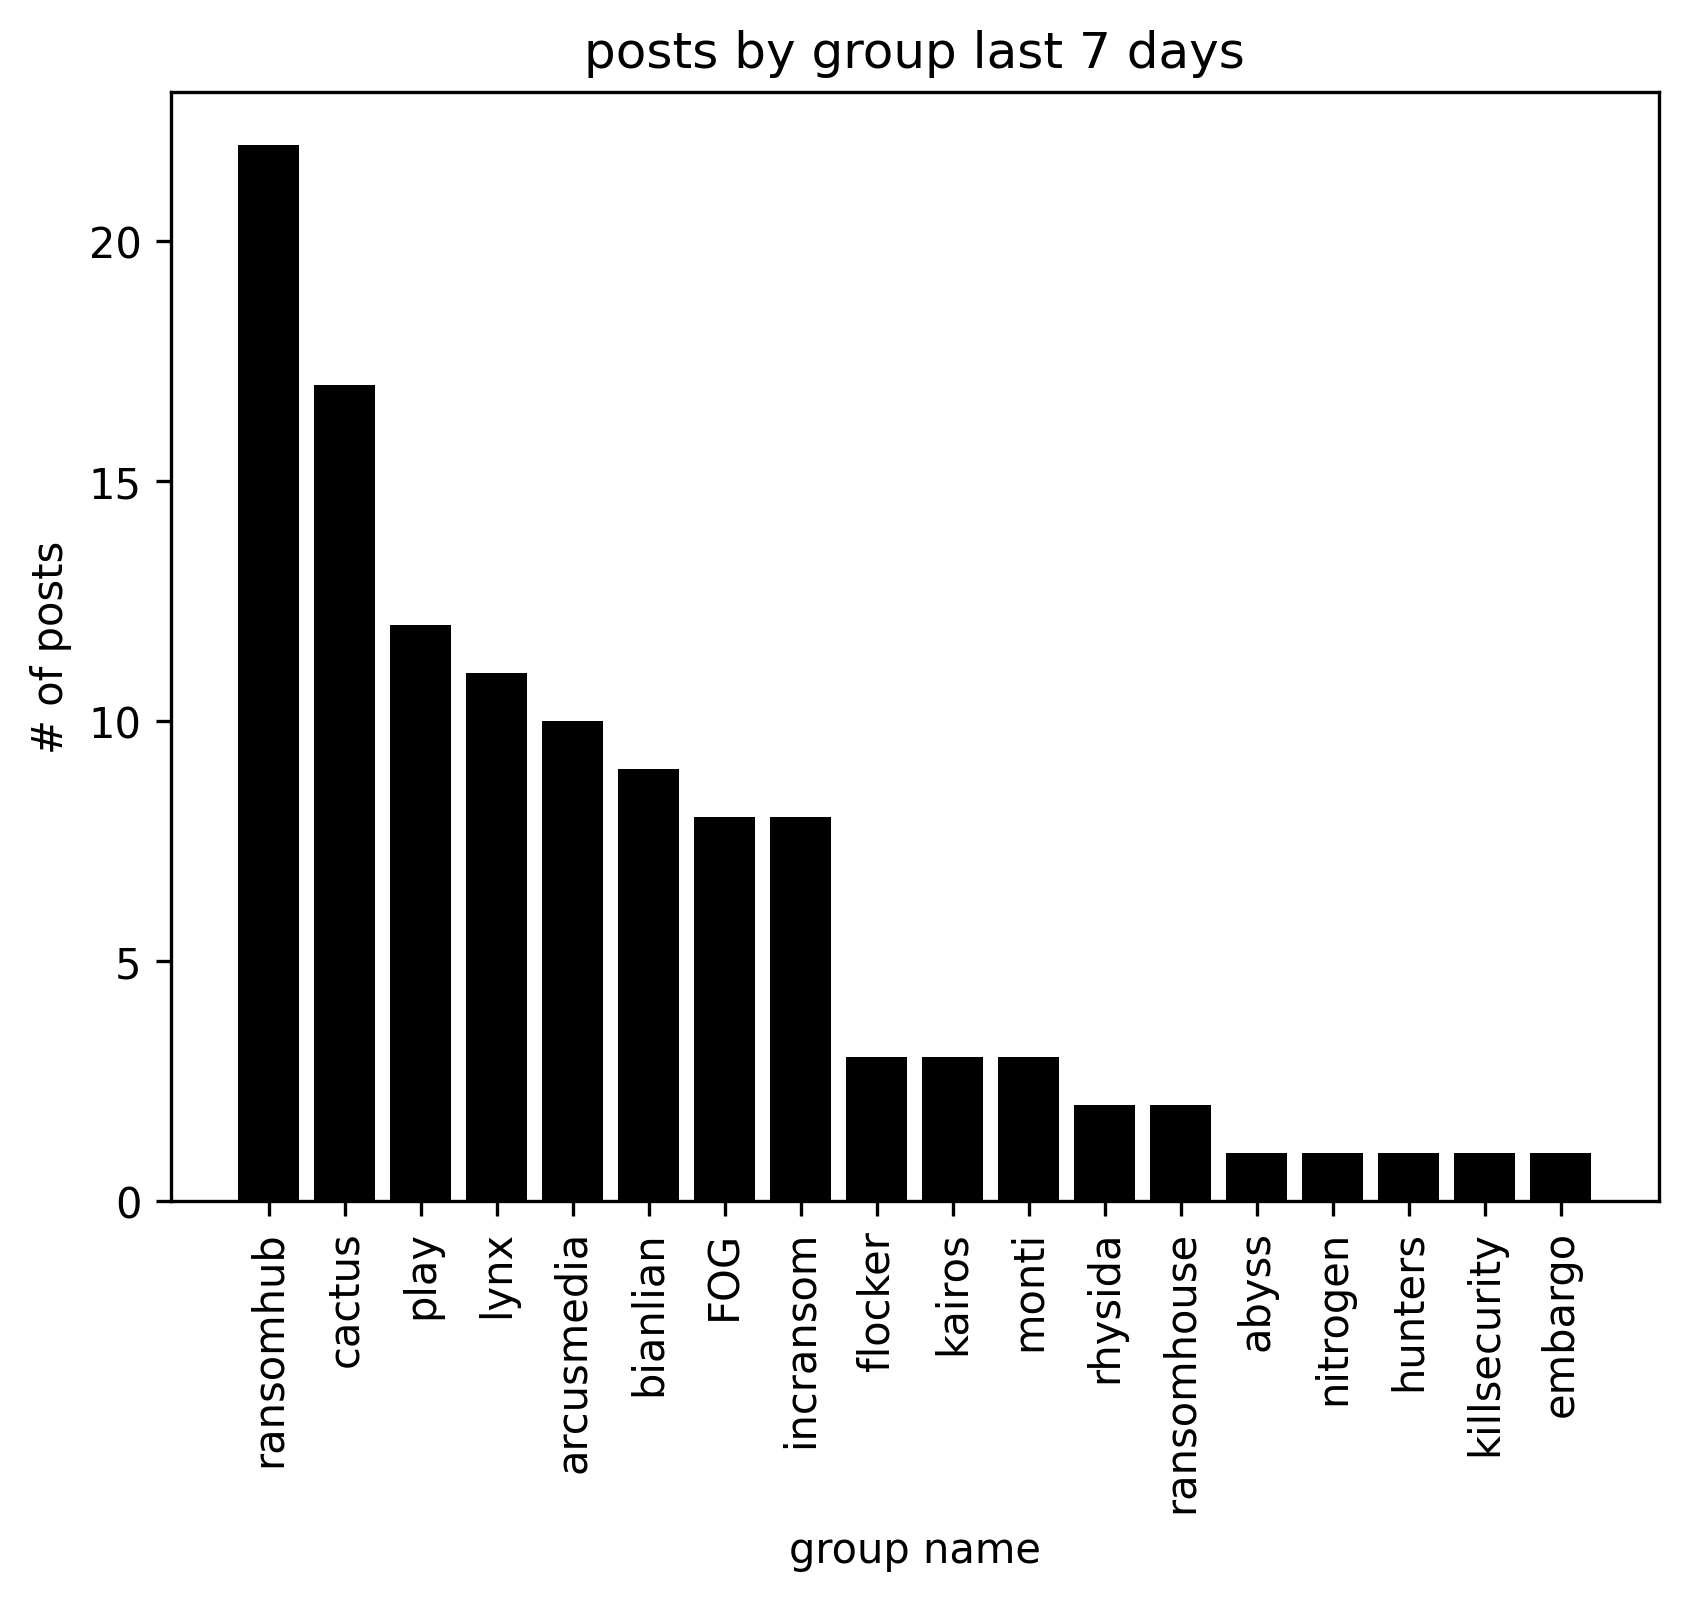 posts by group last 7 days
# of posts
20
15
10
5
0
ransomhub
cactus
play
lynx
arcusmedia
bianlian
FOG
incransom
flocker
kairos
monti
rhysida
ransomhouse
abyss
nitrogen
hunters
killsecurity
embargo
group name